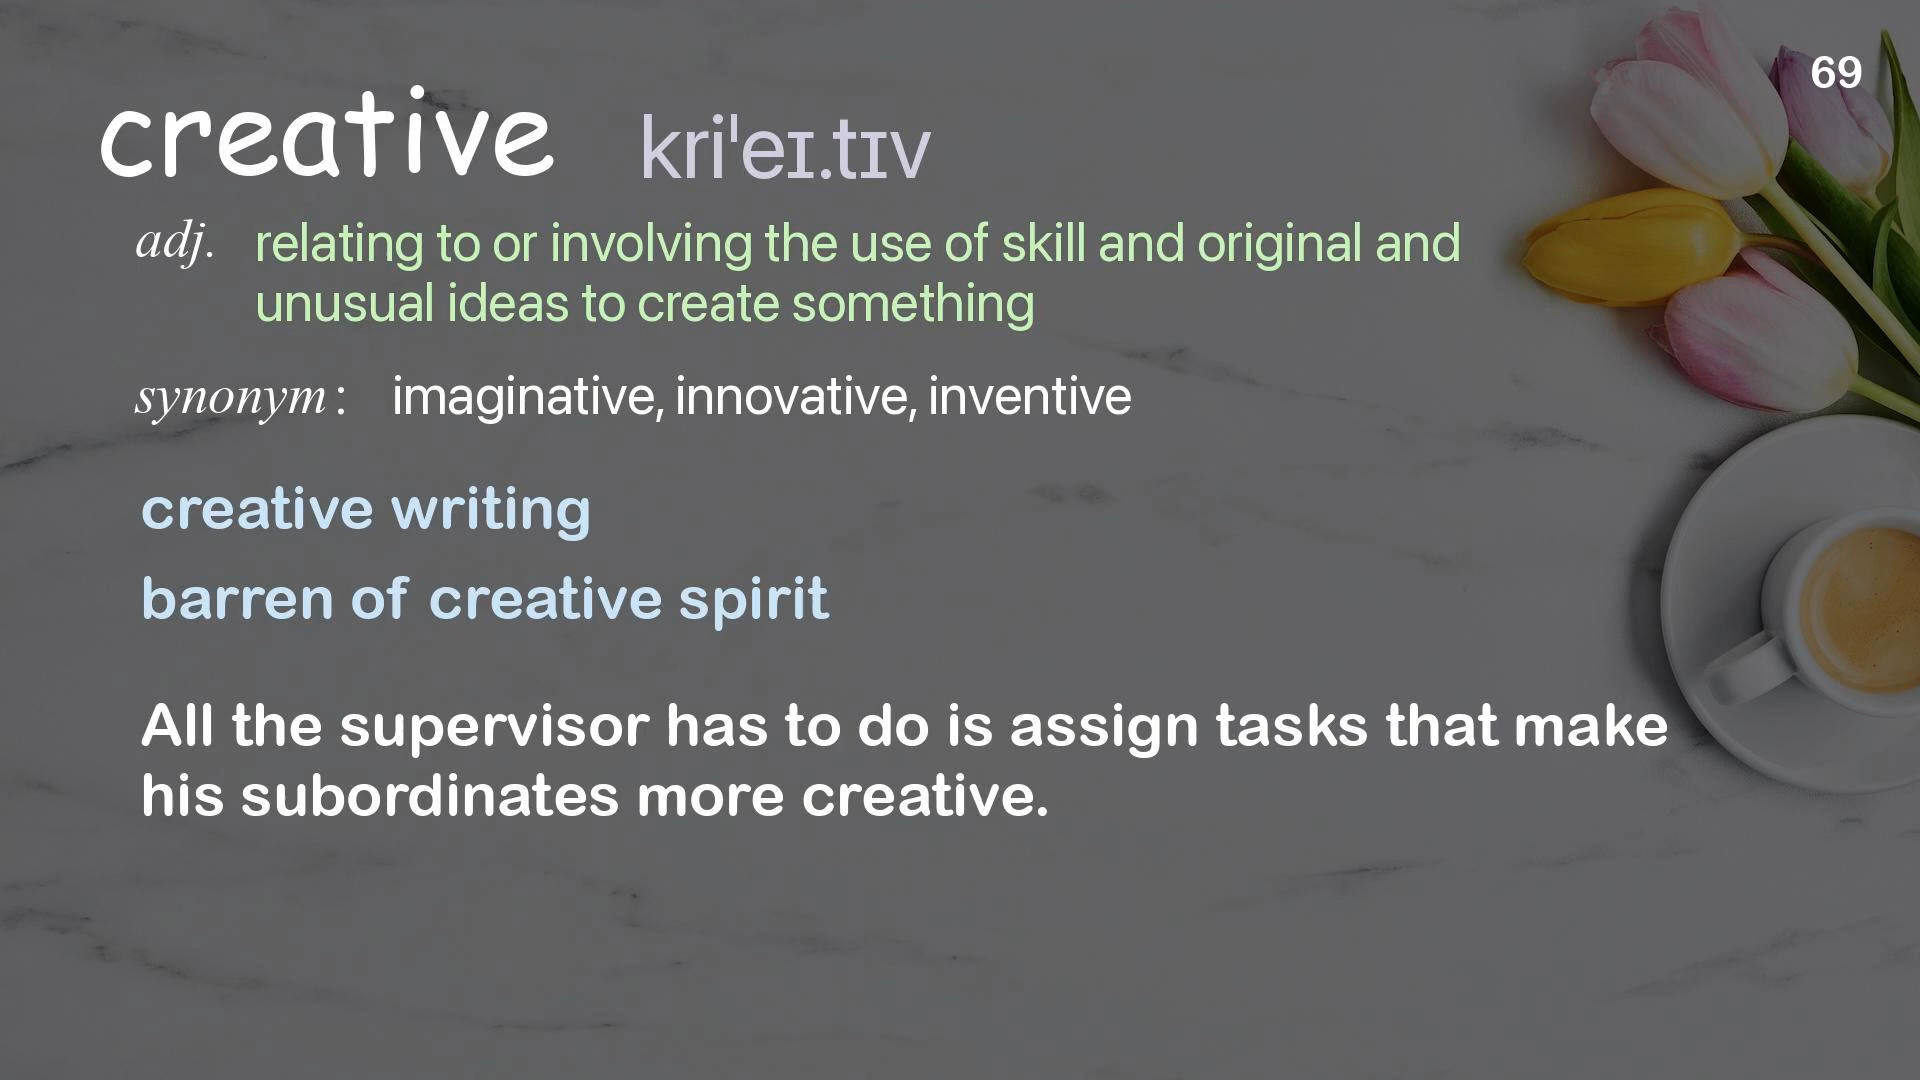 69
creative kriˈeɪ.tɪv
adj. relating to or involving the use of skill and original and
unusual ideas to create something
synonym: imaginative, innovative, inventive
creative writing
barren of creative spirit
All the supervisor has to do is assign tasks that make
his subordinates more creative.